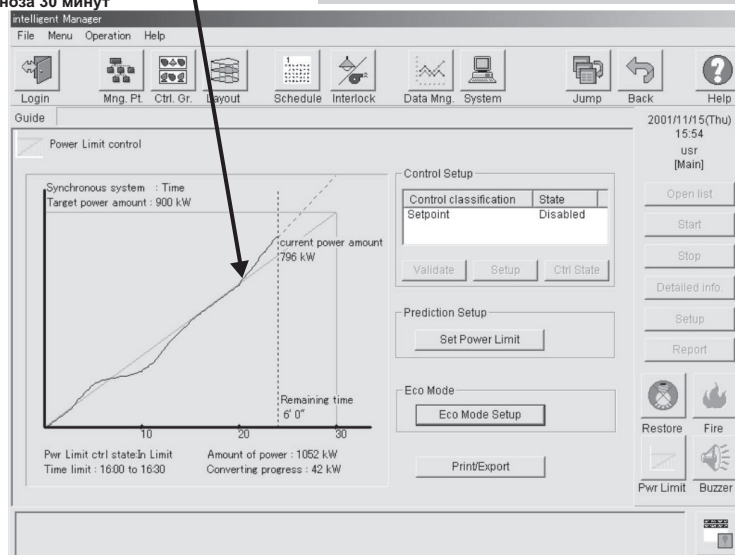 ноза 30 минут
intelligent Manager
File Menu Operation Help
Login Mng. Pt. Ctrl. Gr. Layout Schedule Interlock Data Mng. System Jump Back Help
Guide
2001/11/15(Thu)
15:54
usr
[Main]
Power Limit control
Synchronous system : Time
Target power amount : 900 kW
current power amount
796 kW
Remaining time
6' 0"
10 20 30
Pwr Limit ctrl state:In Limit Amount of power : 1052 kW
Time limit : 16:00 to 16:30 Converting progress : 42 kW
Control Setup
Control classification State
Setpoint Disabled
Validate Setup Ctrl State
Prediction Setup
Set Power Limit
Eco Mode
Eco Mode Setup
Print/Export
Open list
Start
Stop
Detailed info.
Setup
Report
Restore Fire
Pwr Limit Buzzer